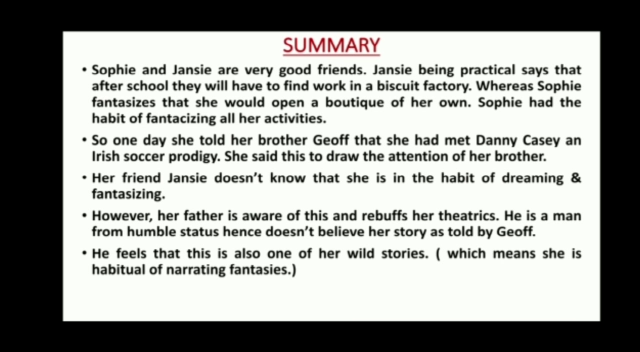 SUMMARY
• Sophie and Jansie are very good friends. Jansie being practical says that
after school they will have to find work in a biscuit factory. Whereas Sophie
fantasizes that she would open a boutique of her own. Sophie had the
habit of fantacizing all her activities.
• So one day she told her brother Geoff that she had met Danny Casey an
Irish soccer prodigy. She said this to draw the attention of her brother.
• Her friend Jansie doesn't know that she is in the habit of dreaming &
fantasizing.
• However, her father is aware of this and rebuffs her theatrics. He is a man
from humble status hence doesn't believe her story as told by Geoff.
• He feels that this is also one of her wild stories. ( which means she is
habitual of narrating fantasies.)